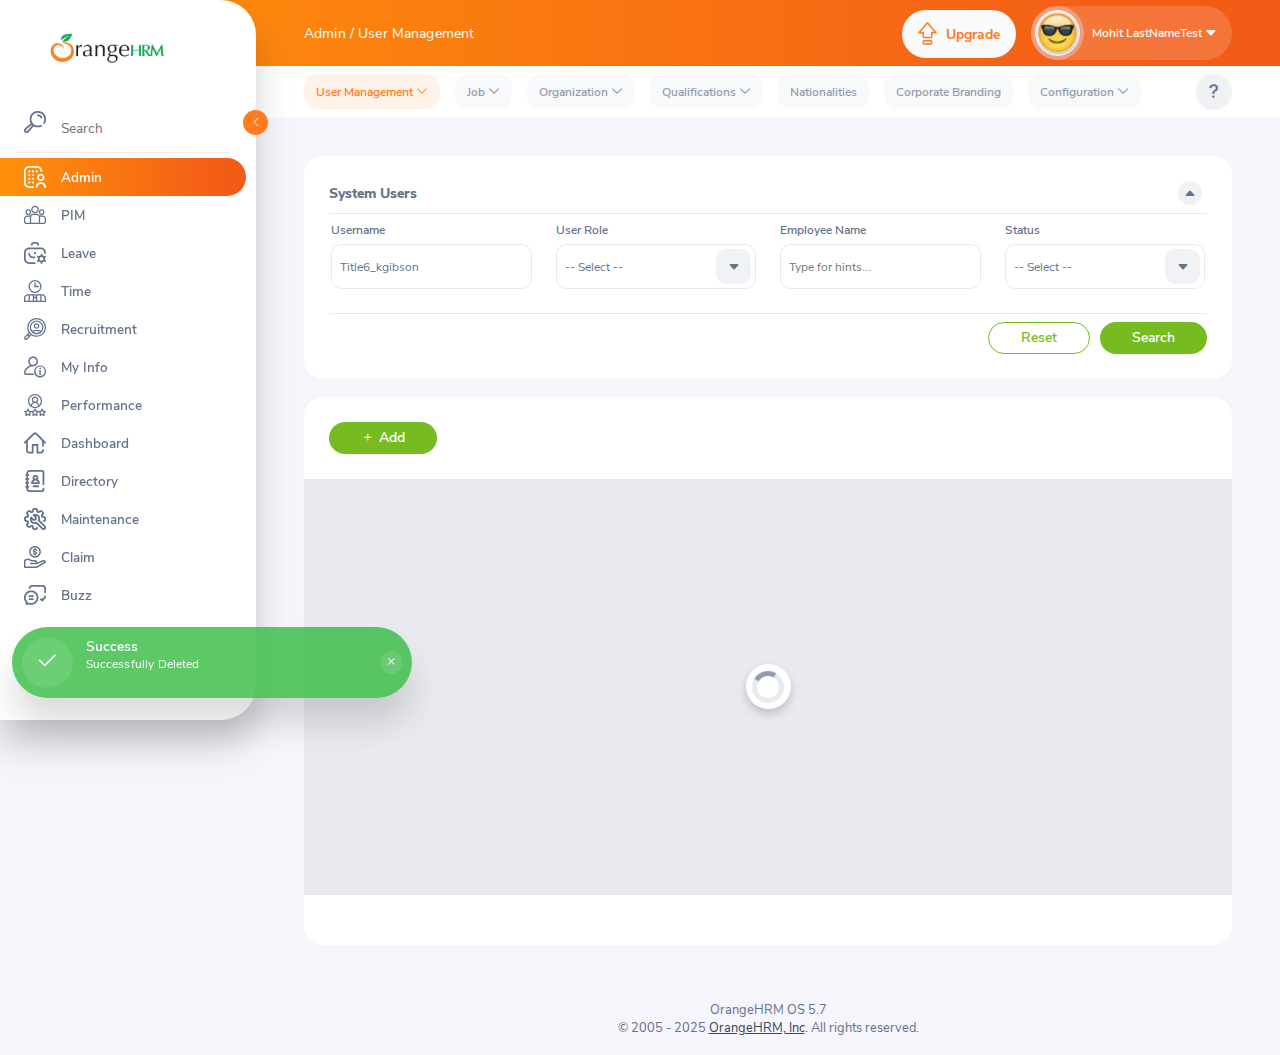 OrangeHRM
Admin / User Management
Upgrade
Mohit LastNameTest
User Management
Job
Organization
Qualifications
Nationalities
Corporate Branding
Configuration
?
Search
Admin
PIM
Leave
Time
Recruitment
My Info
Performance
Dashboard
Directory
Maintenance
Claim
Buzz
System Users
Username
User Role
Employee Name
Status
Title6_kgibson
-- Select --
Type for hints...
-- Select --
Reset
Search
+ Add
Success
Successfully Deleted
×
OrangeHRM OS 5.7
© 2005 - 2025 OrangeHRM, Inc. All rights reserved.